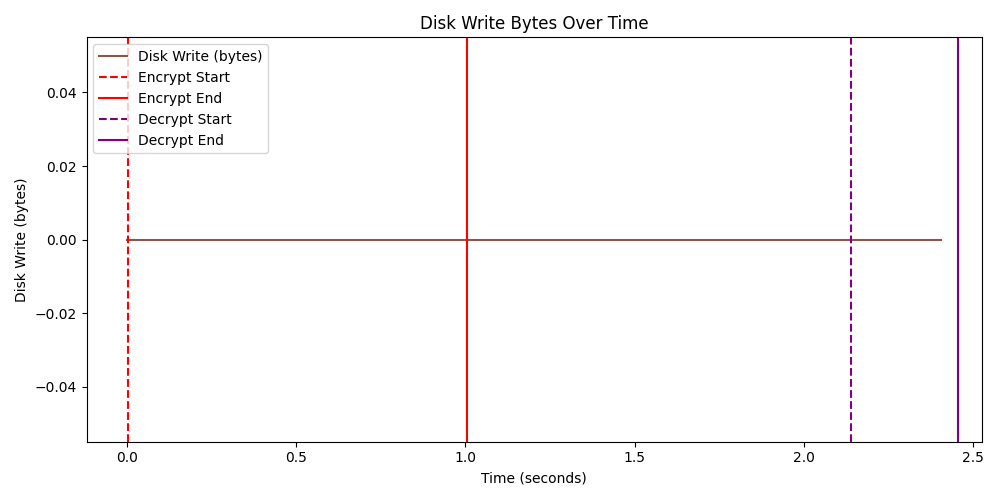 Disk Write Bytes Over Time
Disk Write (bytes)
Encrypt Start
Encrypt End
Decrypt Start
Decrypt End
Disk Write (bytes)
0.04
0.02
0.00
−0.02
−0.04
0.0 0.5 1.0 1.5 2.0 2.5
Time (seconds)